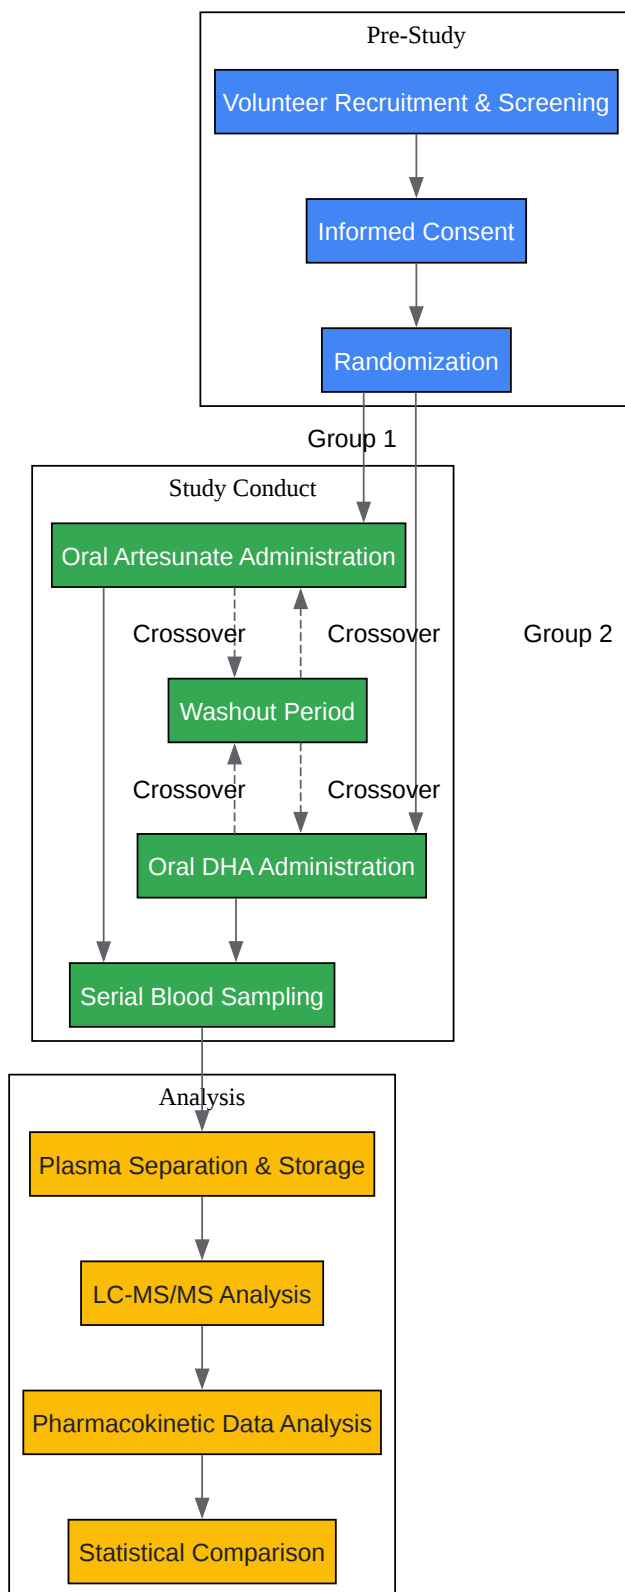 Pre-Study
Volunteer Recruitment & Screening
Informed Consent
Randomization
Group 1
Study Conduct
Oral Artesunate Administration
Crossover
Crossover
Group 2
Washout Period
Crossover
Crossover
Oral DHA Administration
Serial Blood Sampling
Analysis
Plasma Separation & Storage
LC-MS/MS Analysis
Pharmacokinetic Data Analysis
Statistical Comparison